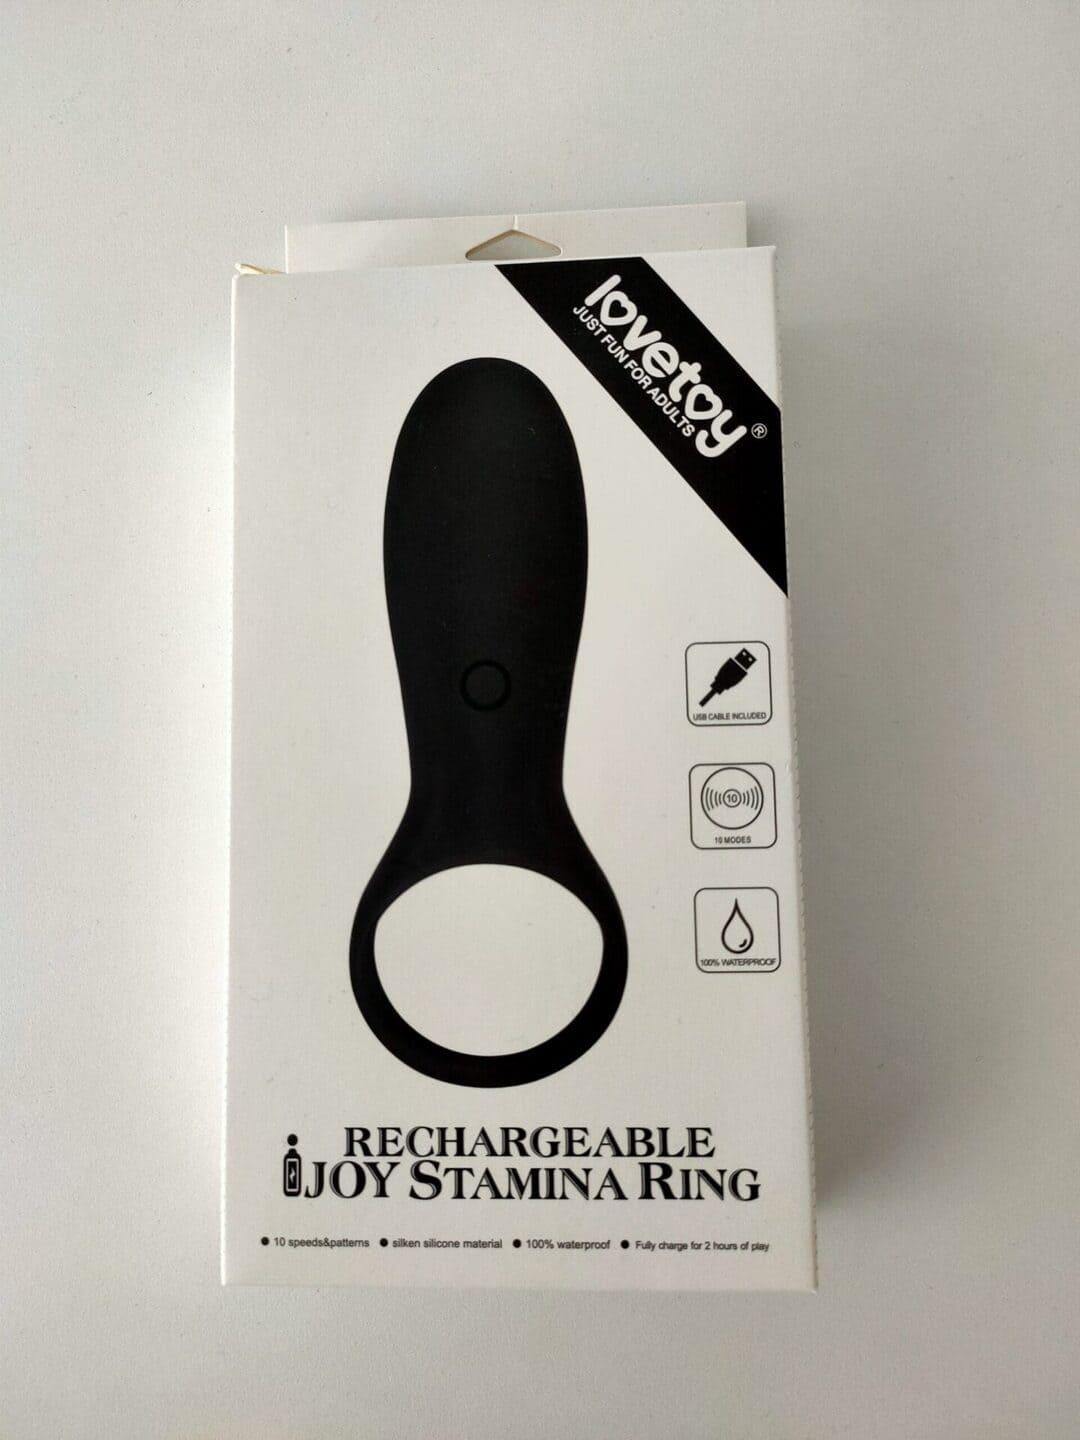 lovetoy®
JUST FUN FOR ADULTS
USB CABLE INCLUDED
10
10 MODES
100% WATERPROOF
RECHARGEABLE
iJOY STAMINA RING
● 10 speeds&patterns ● silken silicone material ● 100% waterproof ● Fully charge for 2 hours of play